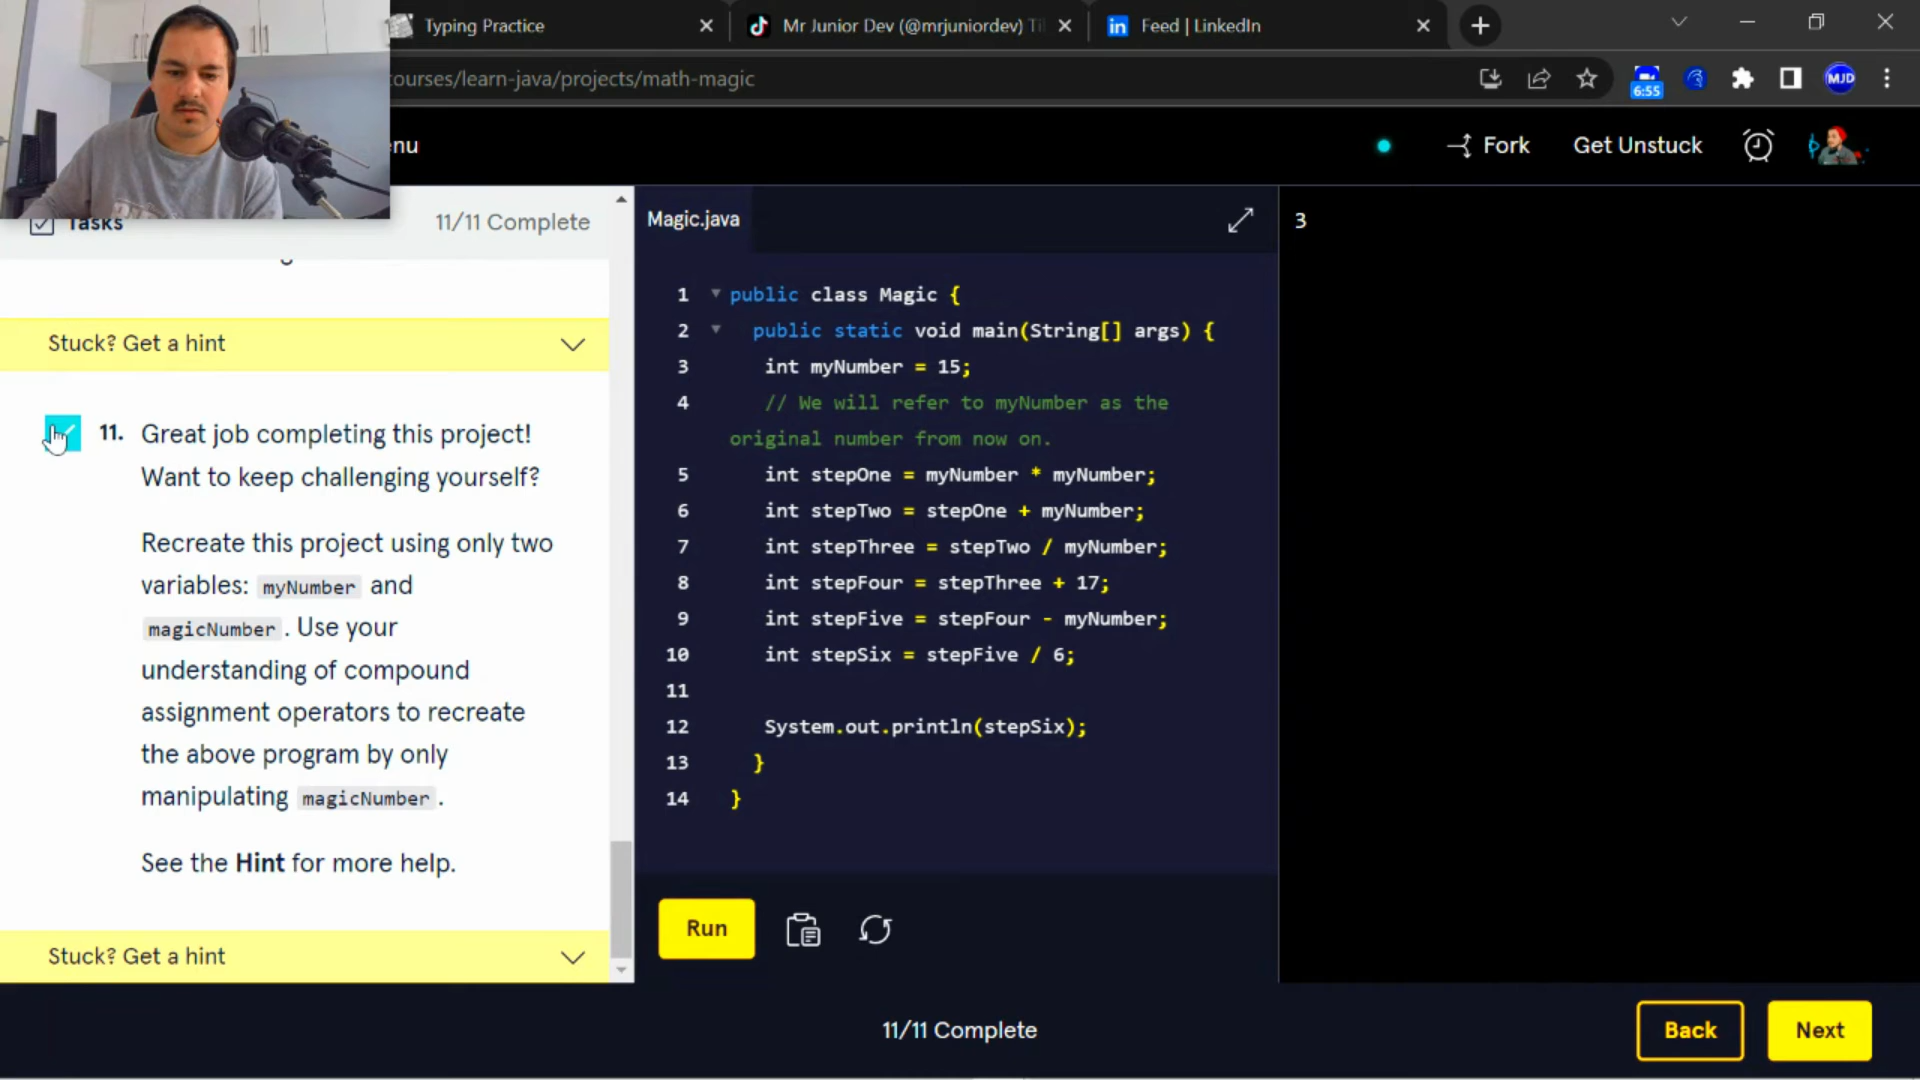 Typing Practice
Mr Junior Dev (@mrjuniordev) Ti
in Feed | LinkedIn
ourses/learn-java/projects/math-magic
6:55
MJD
nu
Fork
Get Unstuck
Tasks
11/11 Complete
Stuck? Get a hint
11. Great job completing this project!
Want to keep challenging yourself?
Recreate this project using only two
variables: myNumber and
magicNumber. Use your
understanding of compound
assignment operators to recreate
the above program by only
manipulating magicNumber.
See the Hint for more help.
Stuck? Get a hint
Magic.java
1 public class Magic {
2 public static void main(String[] args) {
3 int myNumber = 15;
4 // We will refer to myNumber as the
original number from now on.
5 int stepOne = myNumber * myNumber;
6 int stepTwo = stepOne + myNumber;
7 int stepThree = stepTwo / myNumber;
8 int stepFour = stepThree + 17;
9 int stepFive = stepFour - myNumber;
10 int stepSix = stepFive / 6;
11
12 System.out.println(stepSix);
13 }
14 }
Run
3
11/11 Complete
Back
Next